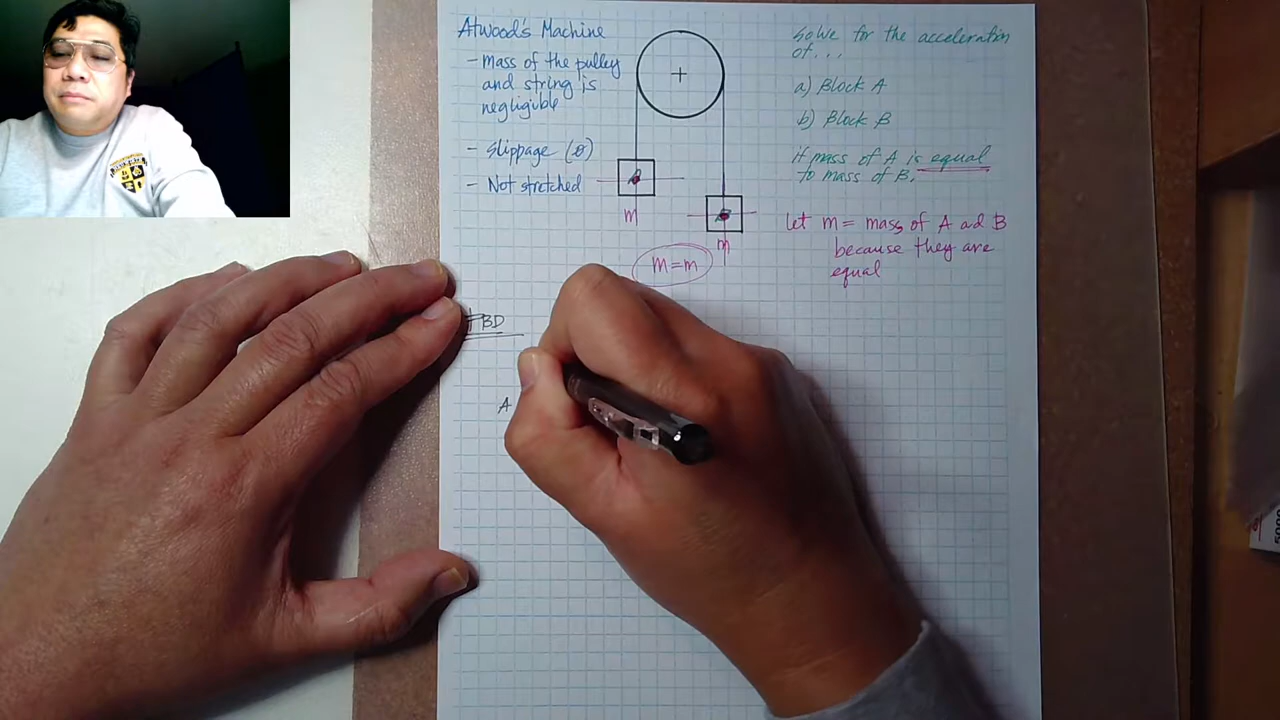 Atwood's Machine
- mass of the pulley
and string is
negligible
- Slippage (0)
- Not stretched
m
m
m = m
Solve for the acceleration
of...
a) Block A
b) Block B
if mass of A is equal
to mass of B.
let m = mass of A and B
because they are
equal
FBD
A